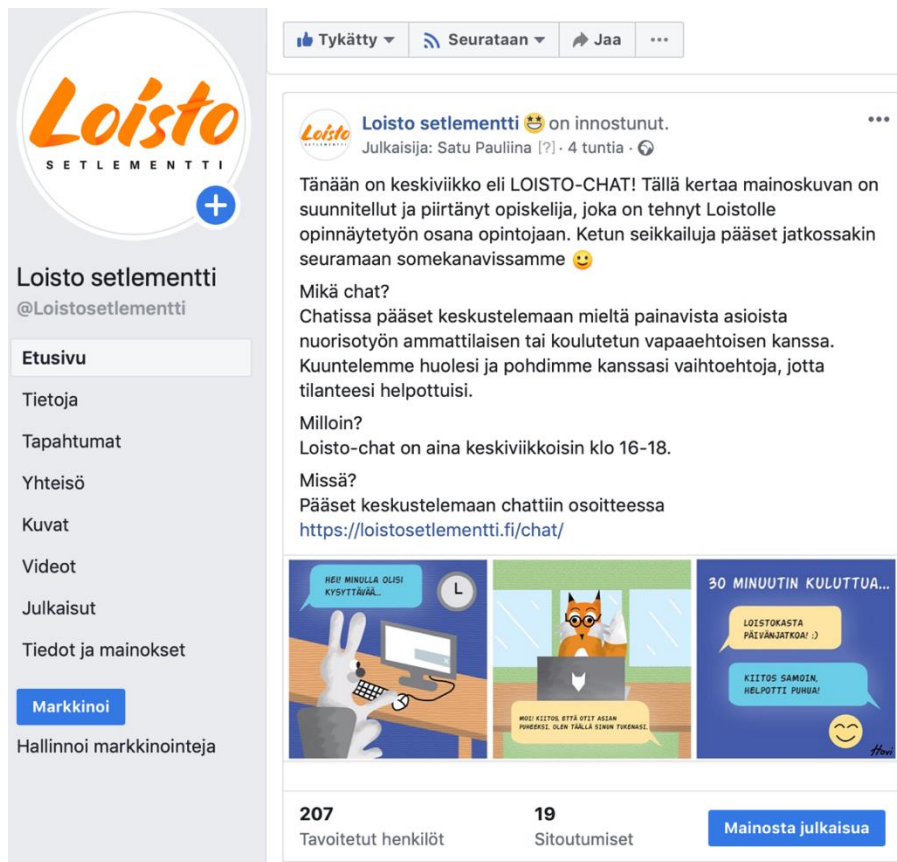 Loisto
SETLEMENTTI
Loisto setlementti
@Loistosetlementti
Etusivu
Tietoja
Tapahtumat
Yhteisö
Kuvat
Videot
Julkaisut
Tiedot ja mainokset
Markkinoi
Hallinnoi markkinointeja
Tykätty
Seurataan
Jaa
Loisto
SETLEMENTTI
Loisto setlementti 🤩 on innostunut.
Julkaisija: Satu Pauliina [?] · 4 tuntia ·
Tänään on keskiviikko eli LOISTO-CHAT! Tällä kertaa mainoskuvan on
suunnitellut ja piirtänyt opiskelija, joka on tehnyt Loistolle
opinnäytetyön osana opintojaan. Ketun seikkailuja pääset jatkossakin
seuramaan somekanavissamme 🙂
Mikä chat?
Chatissa pääset keskustelemaan mieltä painavista asioista
nuorisotyön ammattilaisen tai koulutetun vapaaehtoisen kanssa.
Kuuntelemme huolesi ja pohdimme kanssasi vaihtoehtoja, jotta
tilanteesi helpottuisi.
Milloin?
Loisto-chat on aina keskiviikkoisin klo 16-18.
Missä?
Pääset keskustelemaan chattiin osoitteessa
https://loistosetlementti.fi/chat/
HEI! MINULLA OLISI
KYSYTTÄVÄÄ...
MOI! KIITOS, ETTÄ OTIT ASIAN
PUHEEKSI. OLEN TÄÄLLÄ SINUN TUKENASI.
30 MINUUTIN KULUTTUA...
LOISTOKASTA
PÄIVÄNJATKOA! :)
KIITOS SAMOIN,
HELPOTTI PUHUA!
Hovi
207
Tavoitetut henkilöt
19
Sitoutumiset
Mainosta julkaisua